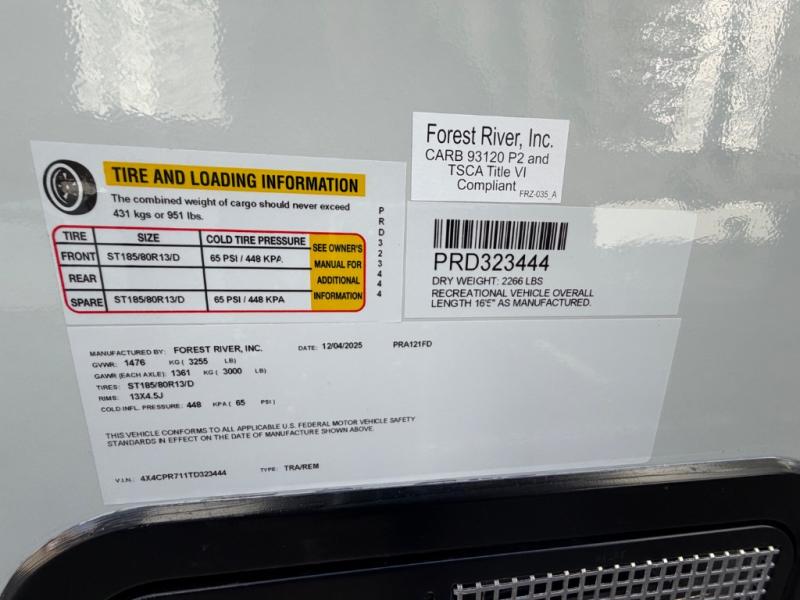 Forest River, Inc.
CARB 93120 P2 and
TSCA Title VI
Compliant
FRZ-035_A
TIRE AND LOADING INFORMATION
The combined weight of cargo should never exceed
431 kgs or 951 lbs.
TIRE SIZE COLD TIRE PRESSURE
FRONT ST185/80R13/D 65 PSI / 448 KPA
REAR
SPARE ST185/80R13/D 65 PSI / 448 KPA
SEE OWNER'S
MANUAL FOR
ADDITIONAL
INFORMATION
PRD323444
PRD323444
DRY WEIGHT: 2266 LBS
RECREATIONAL VEHICLE OVERALL
LENGTH AS MANUFACTURED.
MANUFACTURED BY: FOREST RIVER, INC. DATE: 12/04/2025 PRA121FD
GVWR: 1476 KG ( 3255 LB)
GAWR (EACH AXLE): 1361 KG ( 3000 LB)
TIRES: ST185/80R13/D
RIMS: 13X4.5J
COLD INFL. PRESSURE: 448 KPA ( 65 PSI )
THIS VEHICLE CONFORMS TO ALL APPLICABLE U.S. FEDERAL MOTOR VEHICLE SAFETY
STANDARDS IN EFFECT ON THE DATE OF MANUFACTURE SHOWN ABOVE.
V.I.N.: 4X4CPR711TD323444 TYPE: TRA/REM